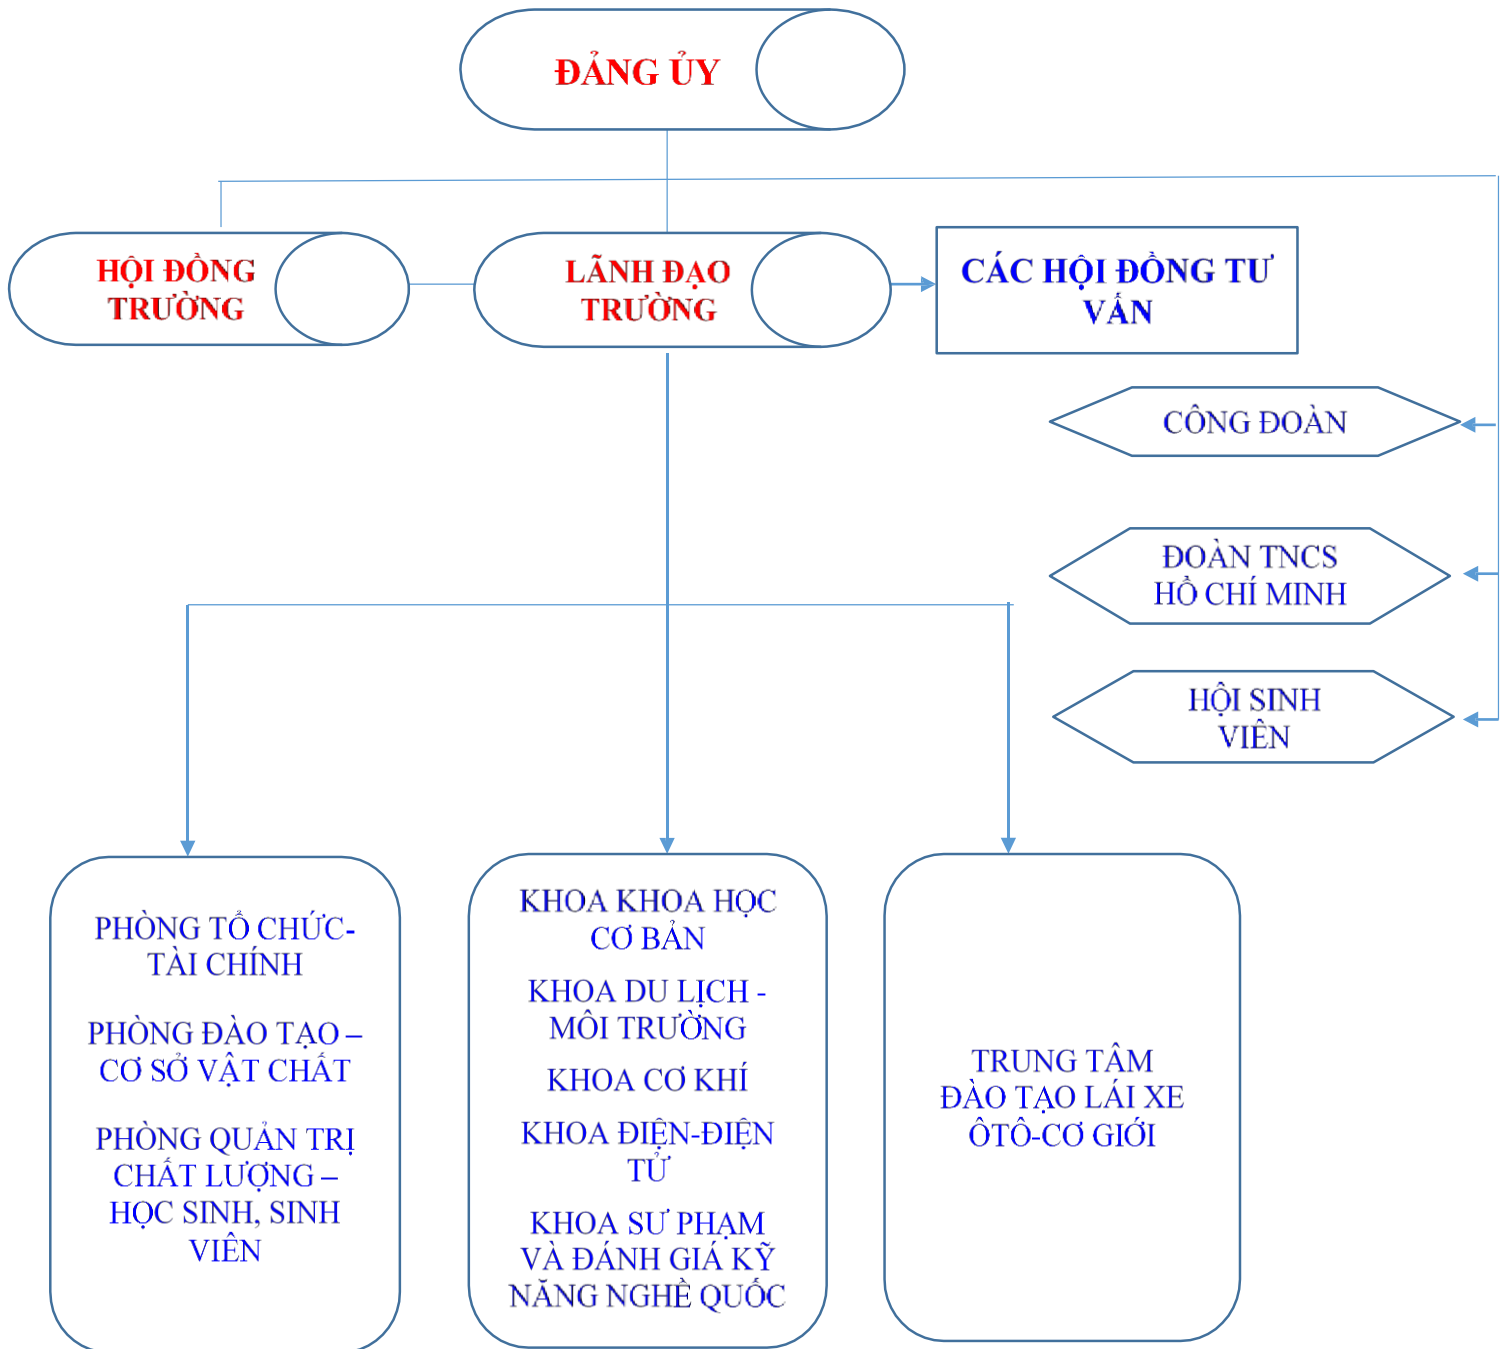 ĐẢNG ỦY
HỘI ĐỒNG
TRƯỜNG
LÃNH ĐẠO
TRƯỜNG
CÁC HỘI ĐỒNG TƯ
VẤN
CÔNG ĐOÀN
ĐOÀN TNCS
HỒ CHÍ MINH
HỘI SINH
VIÊN
PHÒNG TỔ CHỨC-
TÀI CHÍNH
PHÒNG ĐÀO TẠO –
CƠ SỞ VẬT CHẤT
PHÒNG QUẢN TRỊ
CHẤT LƯỢNG –
HỌC SINH, SINH
VIÊN
KHOA KHOA HỌC
CƠ BẢN
KHOA DU LỊCH -
MÔI TRƯỜNG
KHOA CƠ KHÍ
KHOA ĐIỆN-ĐIỆN
TỬ
KHOA SƯ PHẠM
VÀ ĐÁNH GIÁ KỸ
NĂNG NGHỀ QUỐC
TRUNG TÂM
ĐÀO TẠO LÁI XE
ÔTÔ-CƠ GIỚI